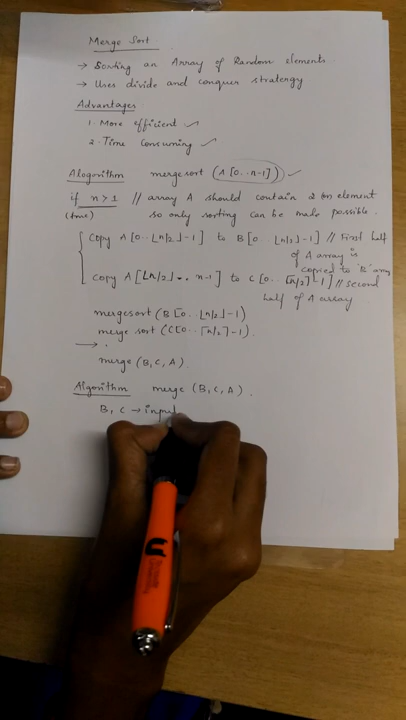 Merge Sort.
→ Sorting an Array of Random elements
→ Uses divide and conquer stratergy
Advantages
1. More efficient ✓
2. Time Consuming ✓
Alogorithm mergesort (A[0..n-1]) ✓
if n>1 // array A should contain 2 on element
(true) so only sorting can be made possible.
Copy A[0..⌊n/2⌋-1] to B[0..⌊n/2⌋-1] // First half
of A array is
copied to 'B' array
Copy A[⌊n/2⌋..n-1] to C[0..⌈n/2⌉-1] // second
half of A array
mergesort (B[0..⌊n/2⌋-1)
merge sort (C[0..⌈n/2⌉-1).
→ .
merge (B, C, A)
Algorithm merge (B, C, A).
B, C → input
U